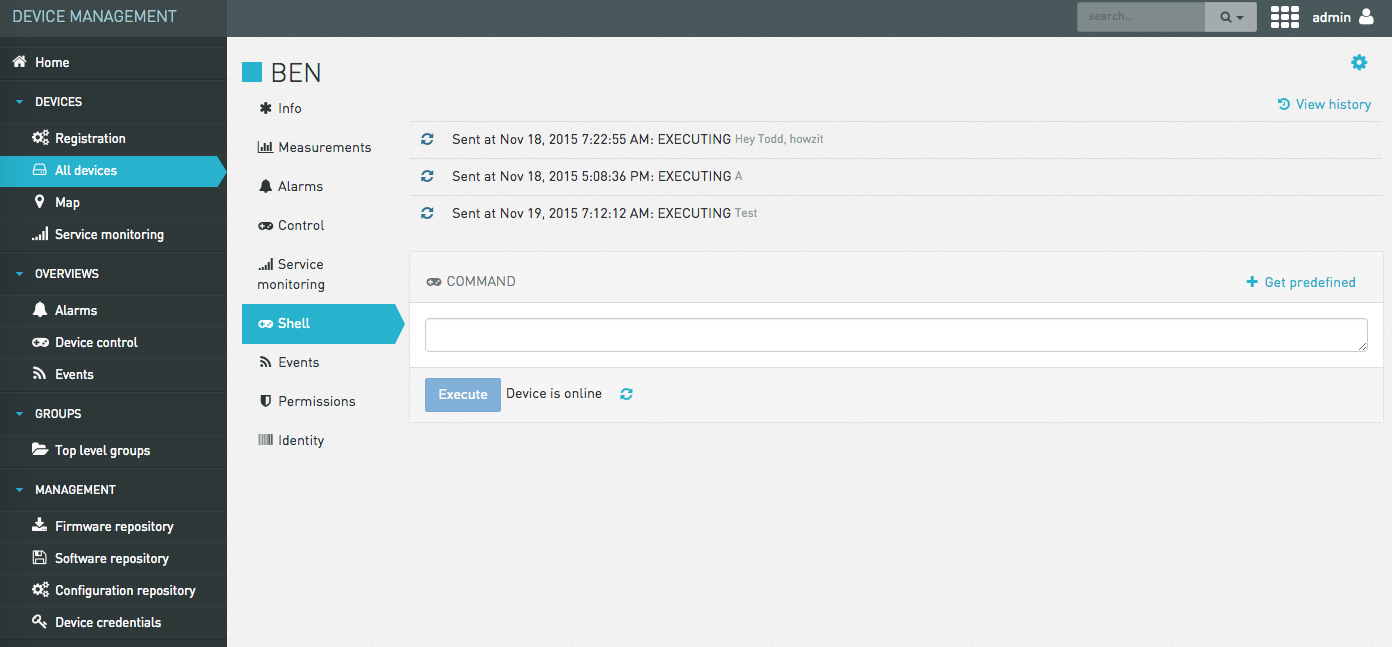 DEVICE MANAGEMENT
search...
admin
Home
DEVICES
Registration
All devices
Map
Service monitoring
OVERVIEWS
Alarms
Device control
Events
GROUPS
Top level groups
MANAGEMENT
Firmware repository
Software repository
Configuration repository
Device credentials
BEN
Info
Measurements
Alarms
Control
Service
monitoring
Shell
Events
Permissions
Identity
View history
Sent at Nov 18, 2015 7:22:55 AM: EXECUTING Hey Todd, howzit
Sent at Nov 18, 2015 5:08:36 PM: EXECUTING A
Sent at Nov 19, 2015 7:12:12 AM: EXECUTING Test
COMMAND
Get predefined
Execute Device is online